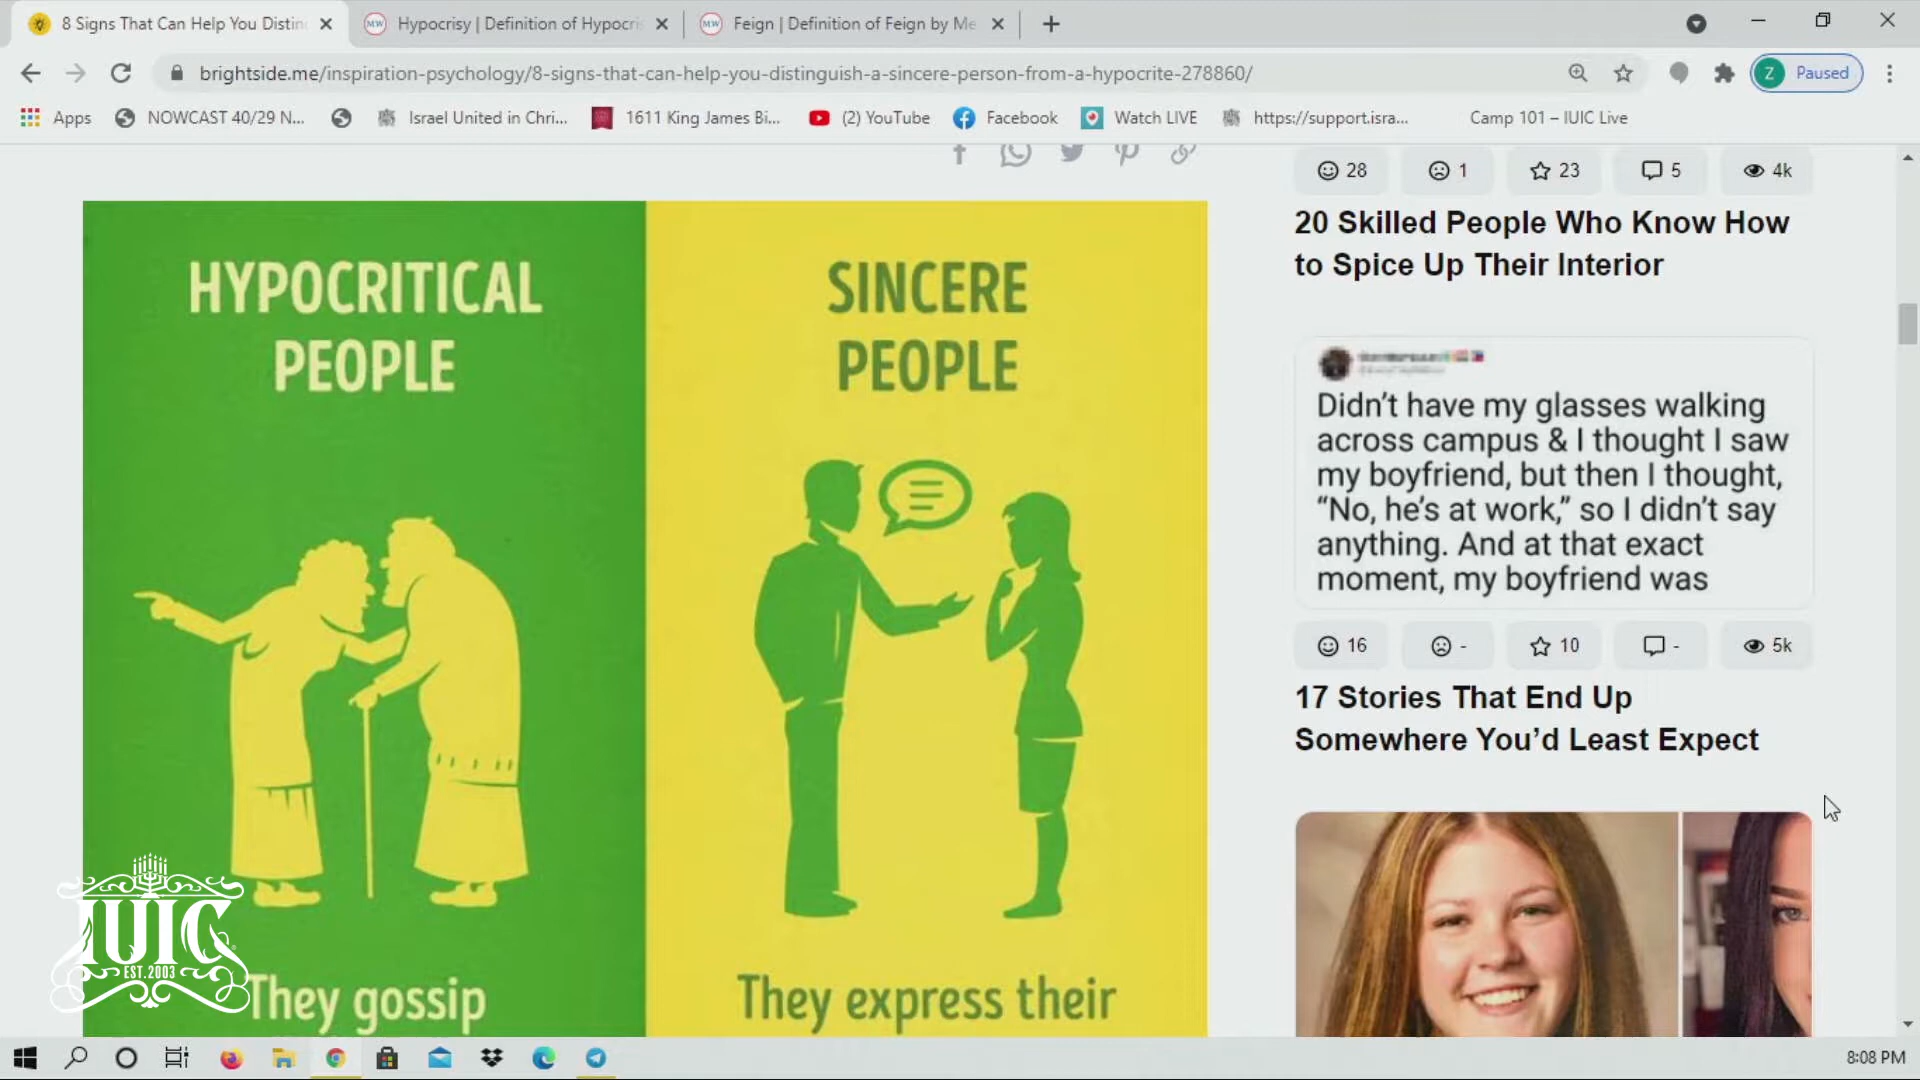 8 Signs That Can Help You Distin
Hypocrisy | Definition of Hypocri
Feign | Definition of Feign by Me
brightside.me/inspiration-psychology/8-signs-that-can-help-you-distinguish-a-sincere-person-from-a-hypocrite-278860/
Z Paused
Apps
NOWCAST 40/29 N...
Israel United in Chri...
1611 King James Bi...
(2) YouTube
Facebook
Watch LIVE
https://support.isra...
Camp 101 – IUIC Live
HYPOCRITICAL
PEOPLE
They gossip
SINCERE
PEOPLE
They express their
28 1 23 5 4k
20 Skilled People Who Know How
to Spice Up Their Interior
Didn't have my glasses walking
across campus & I thought I saw
my boyfriend, but then I thought,
“No, he's at work,” so I didn't say
anything. And at that exact
moment, my boyfriend was
16 - 10 - 5k
17 Stories That End Up
Somewhere You'd Least Expect
IUIC
EST.2003
8:08 PM